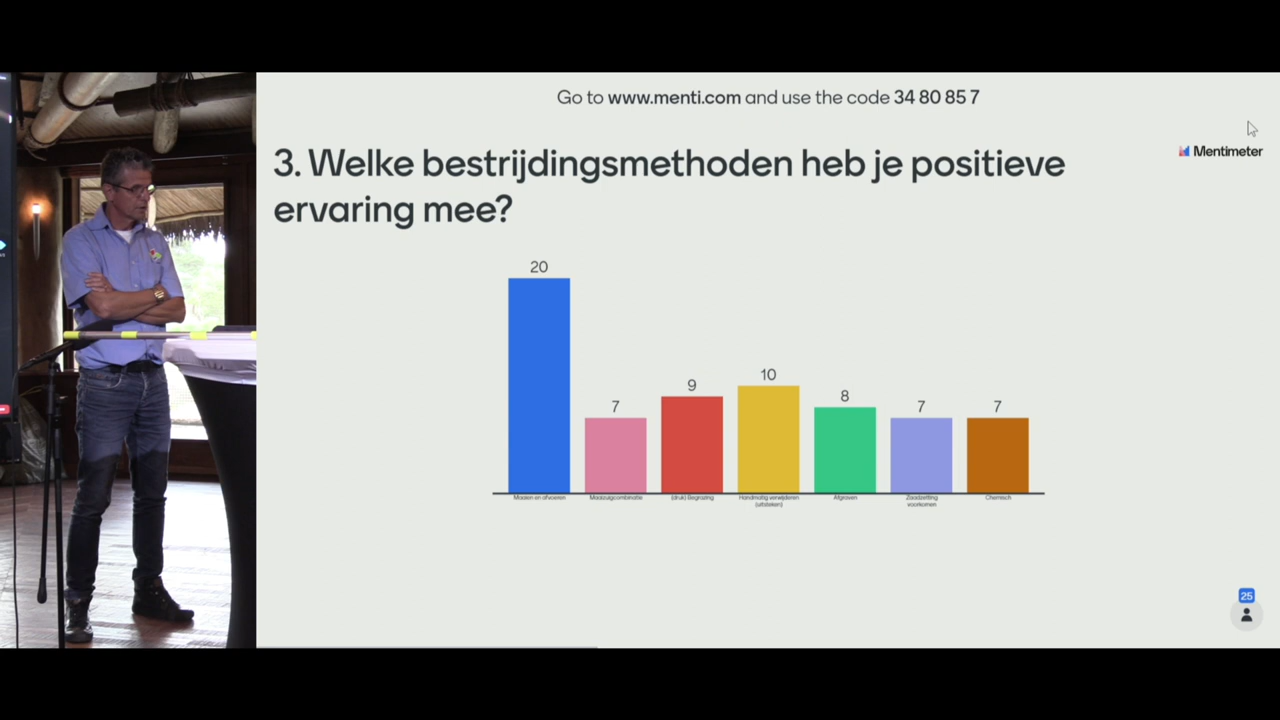 Go to www.menti.com and use the code 34 80 85 7
Mentimeter
3. Welke bestrijdingsmethoden heb je positieve
ervaring mee?
20
7
9
10
8
7
7
Maaien en afvoeren
Maaizuigcombinatie
(druk) Begrazing
Handmatig verwijderen
(uitsteken)
Afgraven
Zaadzetting
voorkomen
Chemisch
25